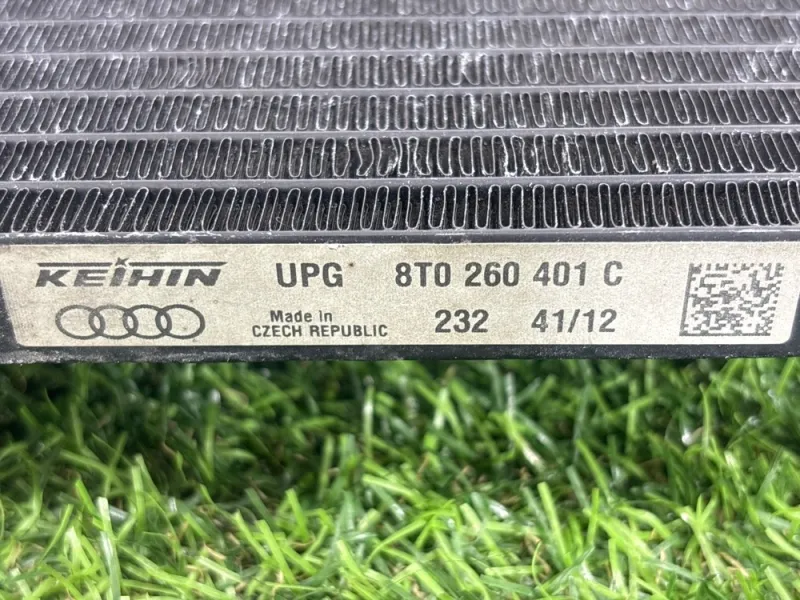 KEIHIN UPG 8T0 260 401 C
Made in
CZECH REPUBLIC 232 41/12